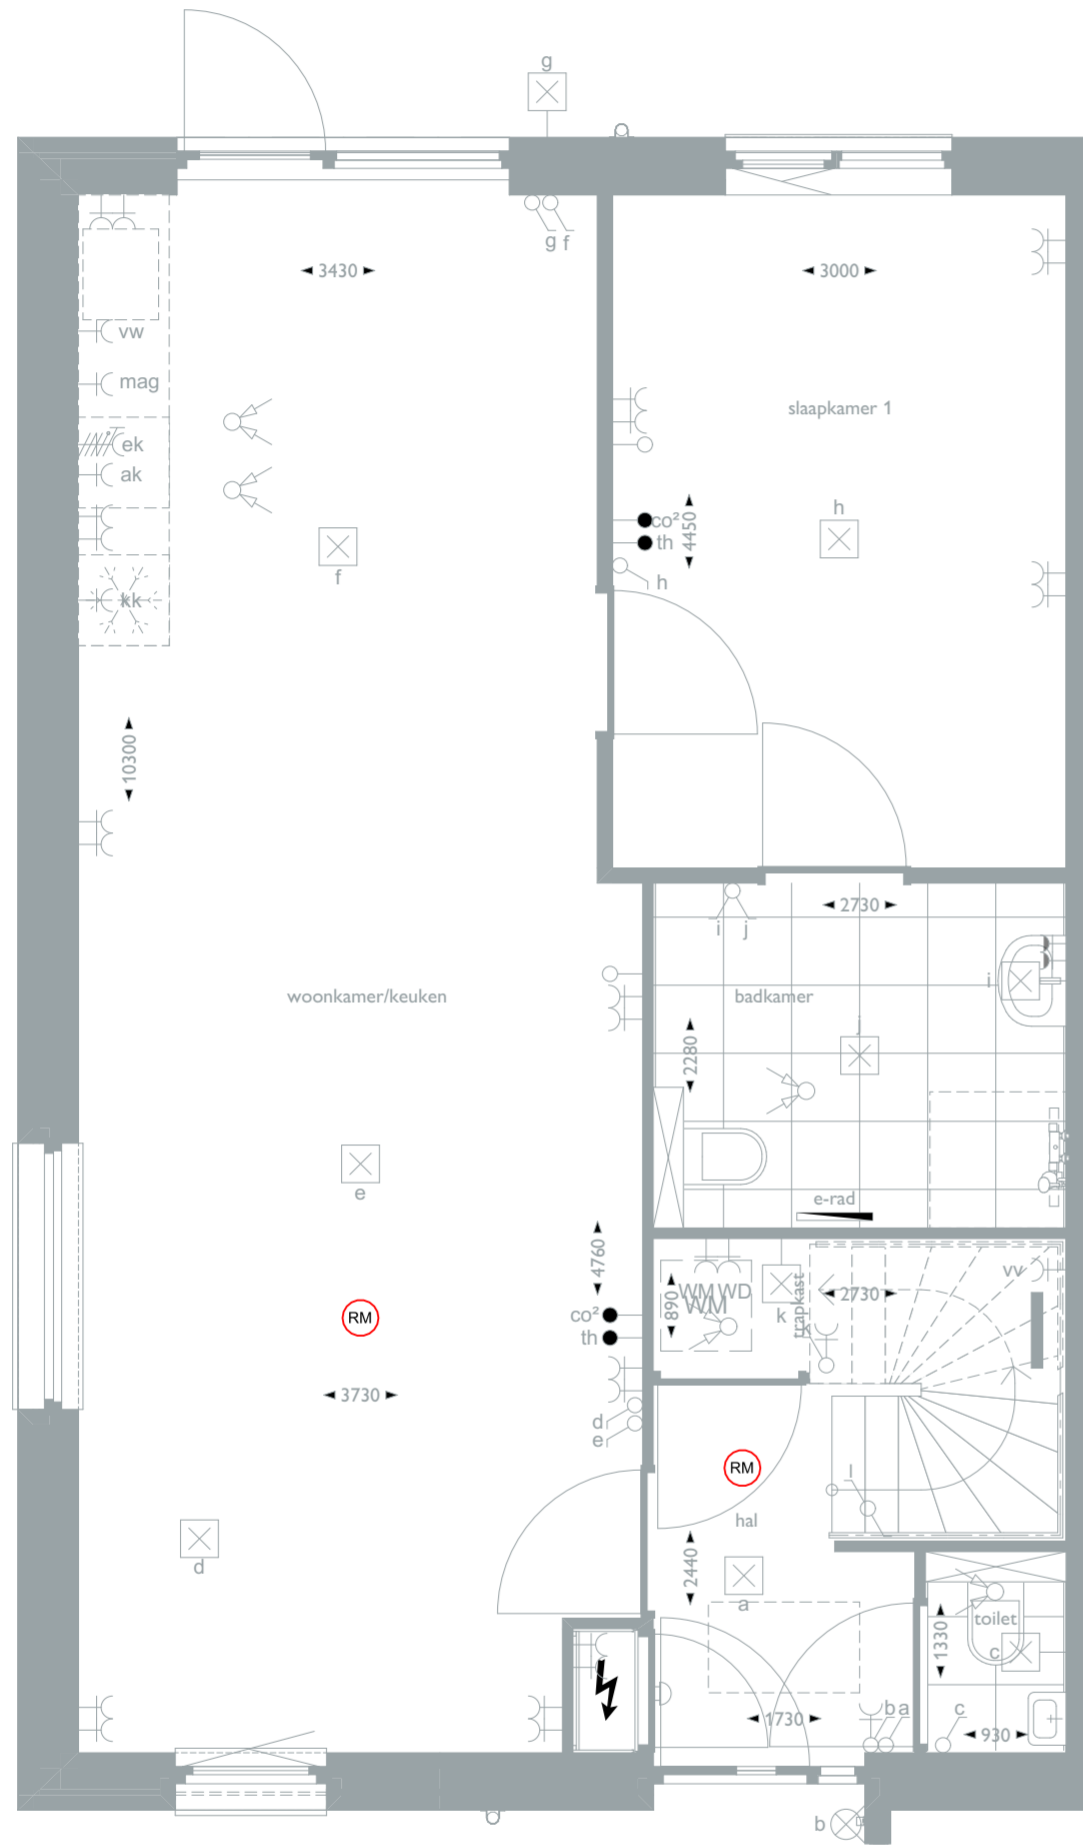 g
g f
3430
3000
vw
mag
ek
ak
kk
slaapkamer 1
f
h
co²
th
4450
h
10300
i j
2730
woonkamer/keuken
badkamer
i
j
2280
e
e-rad
4760
co²
th
890
WM WD
WM
k
trapkast
k
2730
vv
RM
3730
d
e
RM
hal
l
d
2440
a
toilet
c
1330
1730
b a
c
930
b